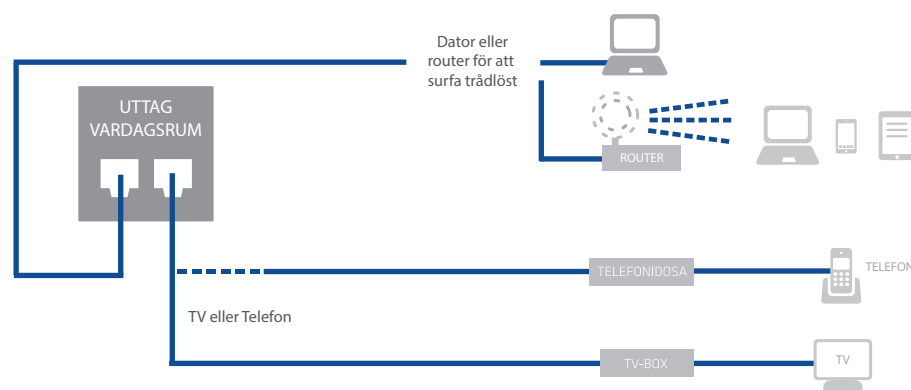 Dator eller
router för att
surfa trådlöst
UTTAG
VARDAGSRUM
ROUTER
TELEFONIDOSA
TELEFON
TV eller Telefon
TV-BOX
TV